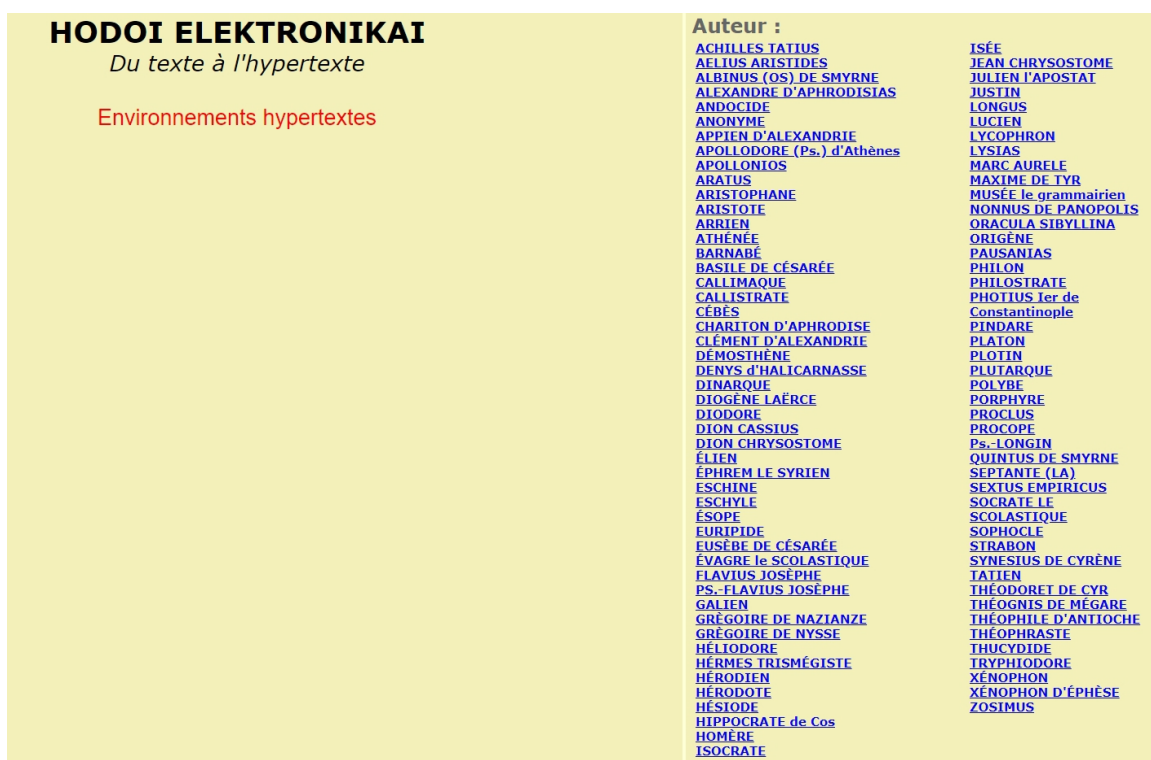 HODOI ELEKTRONIKAI
Du texte à l'hypertexte
Environnements hypertextes
Auteur :
ACHILLES TATIUS
AELIUS ARISTIDES
ALBINUS (OS) DE SMYRNE
ALEXANDRE D'APHRODISIAS
ANDOCIDE
ANONYME
APPIEN D'ALEXANDRIE
APOLLODORE (Ps.) d'Athènes
APOLLONIOS
ARATUS
ARISTOPHANE
ARISTOTE
ARRIEN
ATHÉNÉE
BARNABÉ
BASILE DE CÉSARÉE
CALLIMAQUE
CALLISTRATE
CÉBÈS
CHARITON D'APHRODISE
CLÉMENT D'ALEXANDRIE
DÉMOSTHÈNE
DENYS d'HALICARNASSE
DINARQUE
DIOGÈNE LAËRCE
DIODORE
DION CASSIUS
DION CHRYSOSTOME
ÉLIEN
ÉPHREM LE SYRIEN
ESCHINE
ESCHYLE
ÉSOPE
EURIPIDE
EUSÈBE DE CÉSARÉE
ÉVAGRE le SCOLASTIQUE
FLAVIUS JOSÈPHE
PS.-FLAVIUS JOSÈPHE
GALIEN
GRÈGOIRE DE NAZIANZE
GRÈGOIRE DE NYSSE
HÉLIODORE
HÉRMES TRISMÉGISTE
HÉRODIEN
HÉRODOTE
HÉSIODE
HIPPOCRATE de Cos
HOMÈRE
ISOCRATE
ISÉE
JEAN CHRYSOSTOME
JULIEN l'APOSTAT
JUSTIN
LONGUS
LUCIEN
LYCOPHRON
LYSIAS
MARC AURELE
MAXIME DE TYR
MUSÉE le grammairien
NONNUS DE PANOPOLIS
ORACULA SIBYLLINA
ORIGÈNE
PAUSANIAS
PHILON
PHILOSTRATE
PHOTIUS Ier de
Constantinople
PINDARE
PLATON
PLOTIN
PLUTARQUE
POLYBE
PORPHYRE
PROCLUS
PROCOPE
Ps.-LONGIN
QUINTUS DE SMYRNE
SEPTANTE (LA)
SEXTUS EMPIRICUS
SOCRATE LE
SCOLASTIQUE
SOPHOCLE
STRABON
SYNESIUS DE CYRÈNE
TATIEN
THÉODORET DE CYR
THÉOGNIS DE MÉGARE
THÉOPHILE D'ANTIOCHE
THÉOPHRASTE
THUCYDIDE
TRYPHIODORE
XÉNOPHON
XÉNOPHON D'ÉPHÈSE
ZOSIMUS